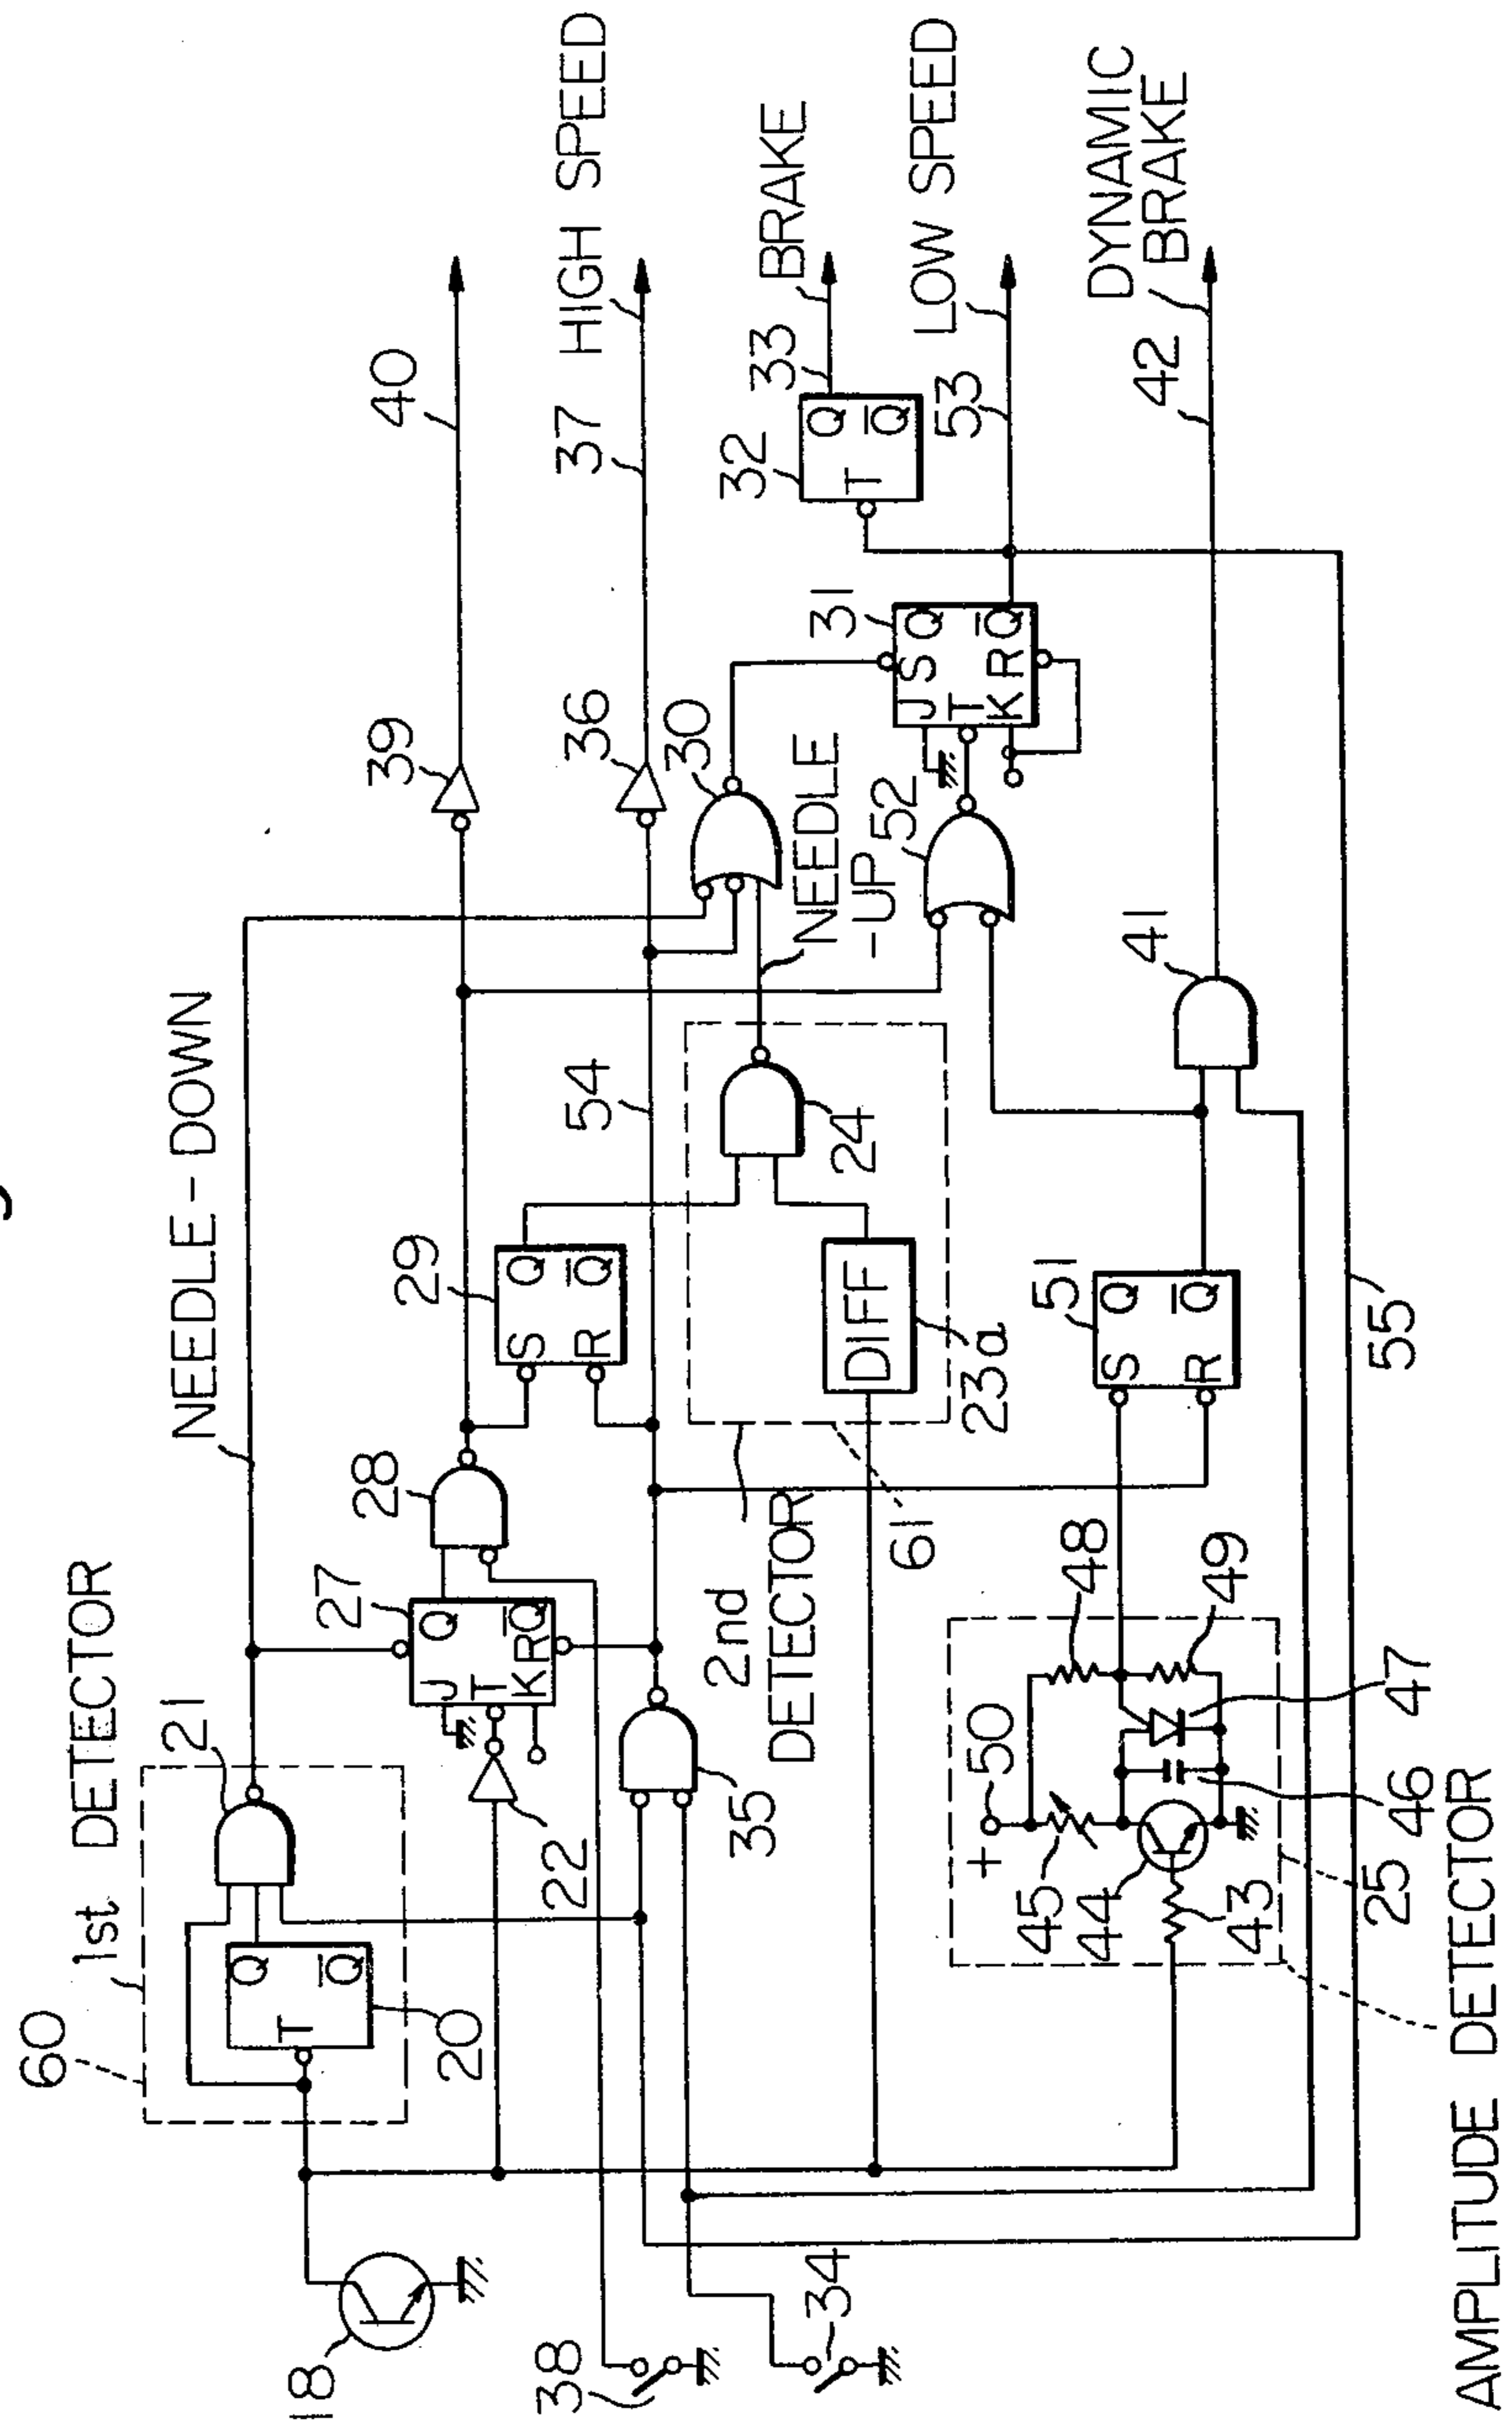 NEEDLE-DOWN
1st DETECTOR
60
21
20
18
22
27
J
T
K
Q
Q̅
R
28
29
S
Q
R
Q̅
T
Q
Q̅
38
34
35
2nd DETECTOR
61
DIFF
23a
24
54
NEEDLE
-UP
39
40
36
37
HIGH SPEED
30
52
31
J
S
Q
T
K
R
Q̅
32
T
Q
Q̅
33
BRAKE
53
LOW SPEED
41
42
DYNAMIC
BRAKE
51
S
Q
R
Q̅
55
+
50
45
44
43
48
49
47
46
25
AMPLITUDE DETECTOR